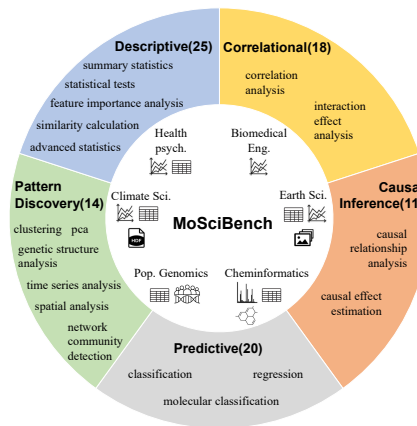 Descriptive(25)
summary statistics
statistical tests
feature importance analysis
similarity calculation
advanced statistics
Correlational(18)
correlation
analysis
interaction
effect
analysis
Causa
Inference(11
causal
relationship
analysis
causal effect
estimation
Predictive(20)
classification
regression
molecular classification
Pattern
Discovery(14)
clustering pca
genetic structure
analysis
time series analysis
spatial analysis
network
community
detection
Health
psych.
Biomedical
Eng.
Climate Sci.
HDF
Earth Sci.
MoSciBench
Pop. Genomics
Cheminformatics